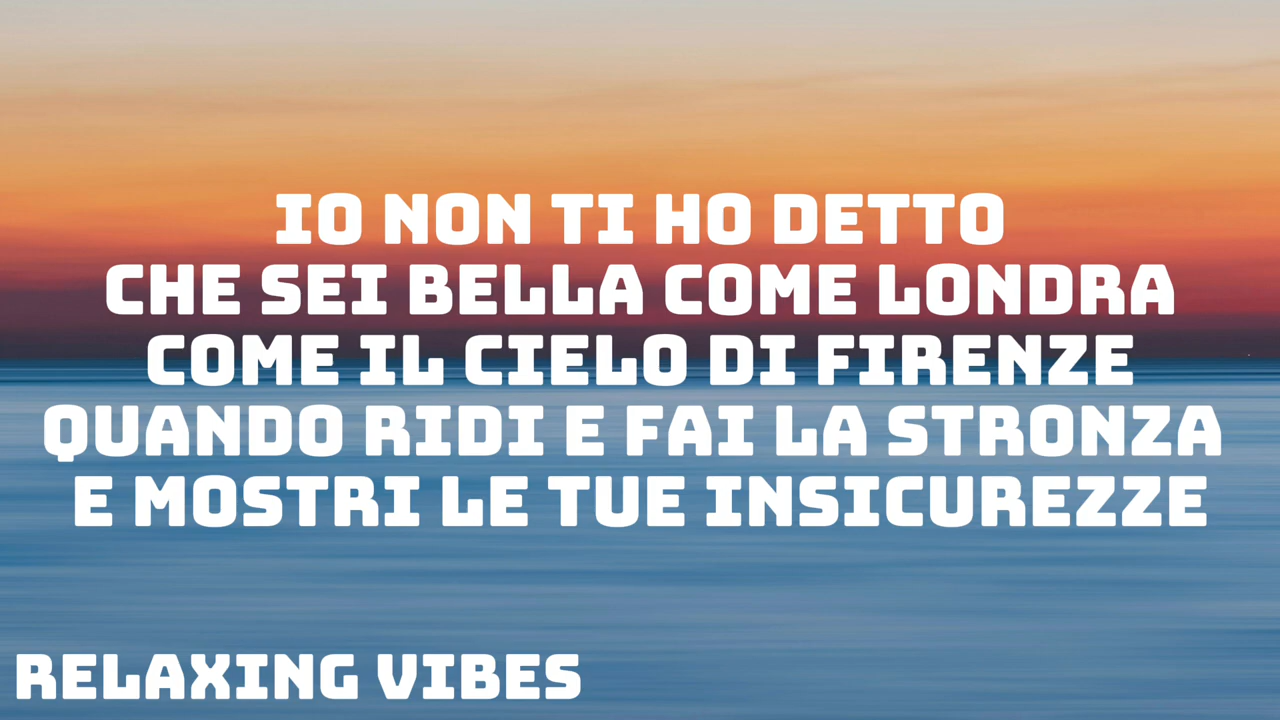 IO NON TI HO DETTO
CHE SEI BELLA COME LONDRA
COME IL CIELO DI FIRENZE
QUANDO RIDI E FAI LA STRONZA
E MOSTRI LE TUE INSICUREZZE
RELAXING VIBES